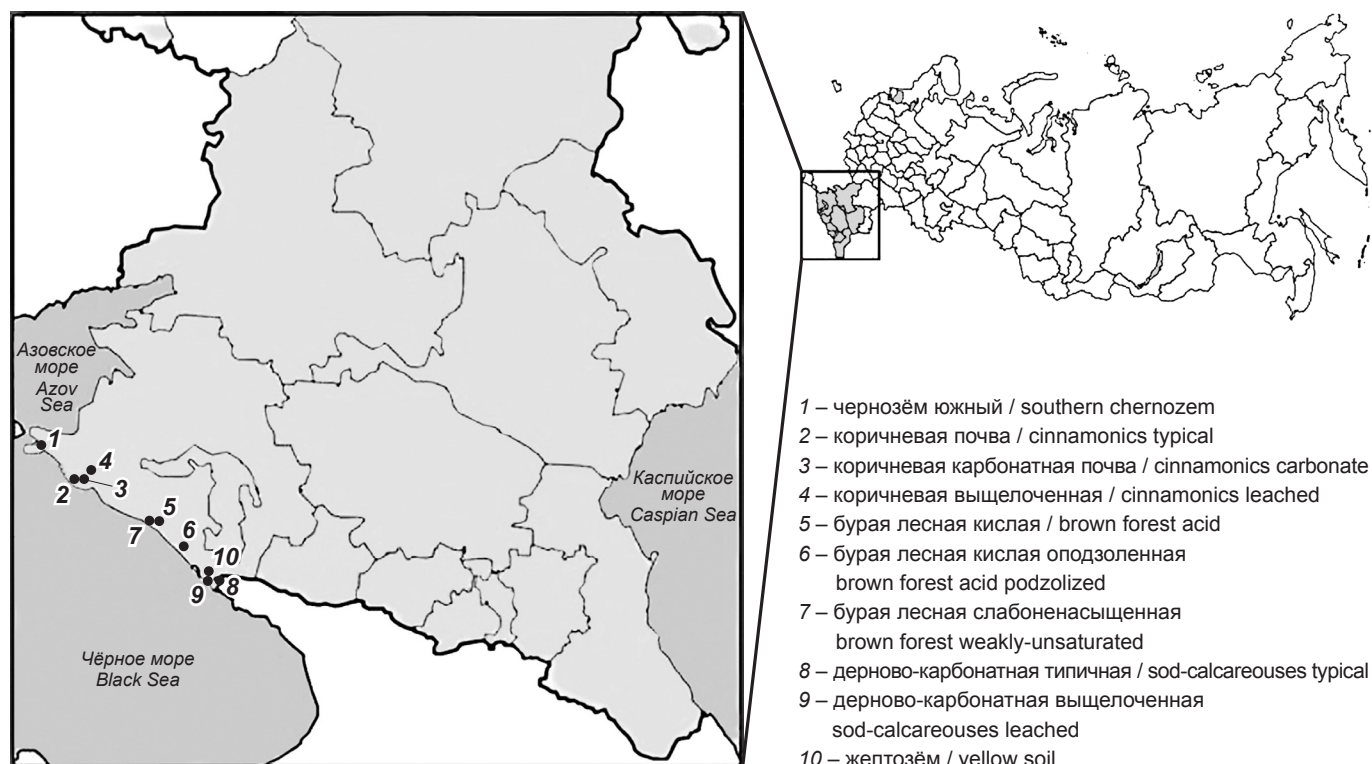 Азовское
море
Azov
Sea
Каспийское
море
Caspian Sea
Чёрное море
Black Sea
1
2
3
4
5
6
7
8
9
10
1 – чернозём южный / southern chernozem
2 – коричневая почва / cinnamonics typical
3 – коричневая карбонатная почва / cinnamonics carbonate
4 – коричневая выщелоченная / cinnamonics leached
5 – бурая лесная кислая / brown forest acid
6 – бурая лесная кислая оподзоленная
brown forest acid podzolized
7 – бурая лесная слабоненасыщенная
brown forest weakly-unsaturated
8 – дерново-карбонатная типичная / sod-calcareouses typical
9 – дерново-карбонатная выщелоченная
sod-calcareouses leached
10 – желтозём / yellow soil